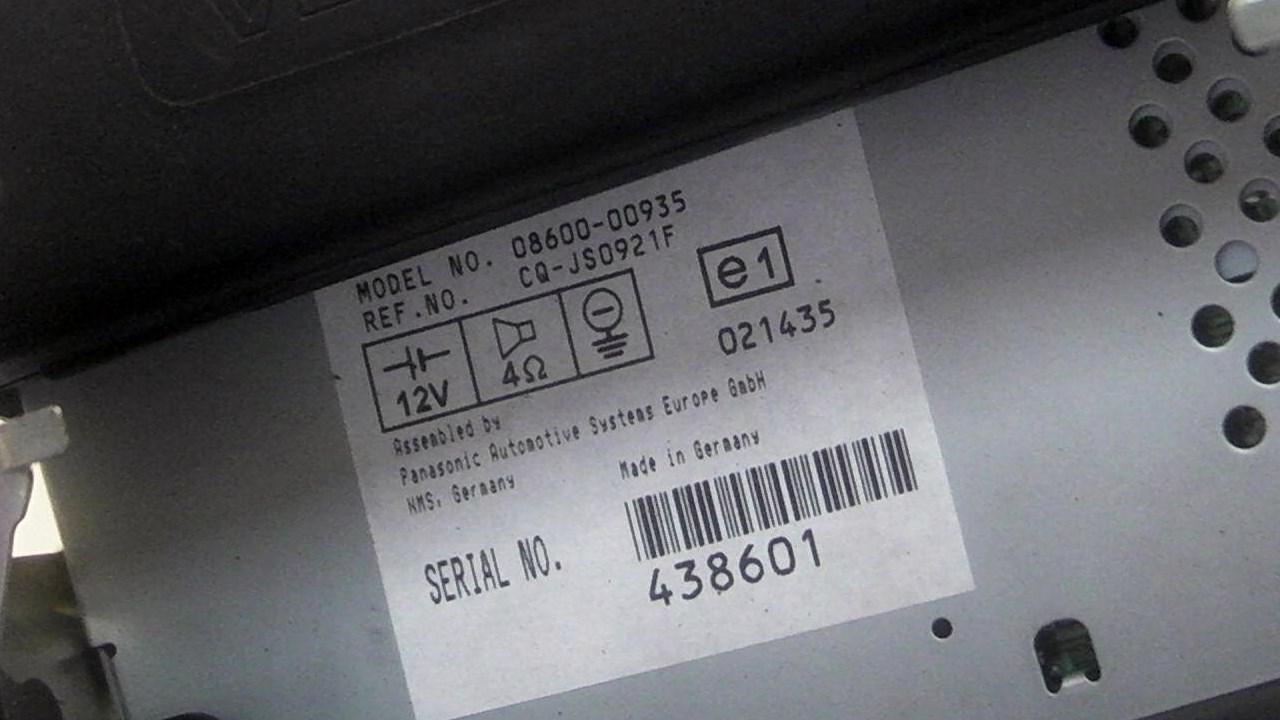 MODEL NO. 08600-00935
REF.NO. CQ-JS0921F
12V
4Ω
e1
021435
Assembled by
Panasonic Automotive Systems Europe GmbH
NMS, Germany
Made in Germany
SERIAL NO.
438601